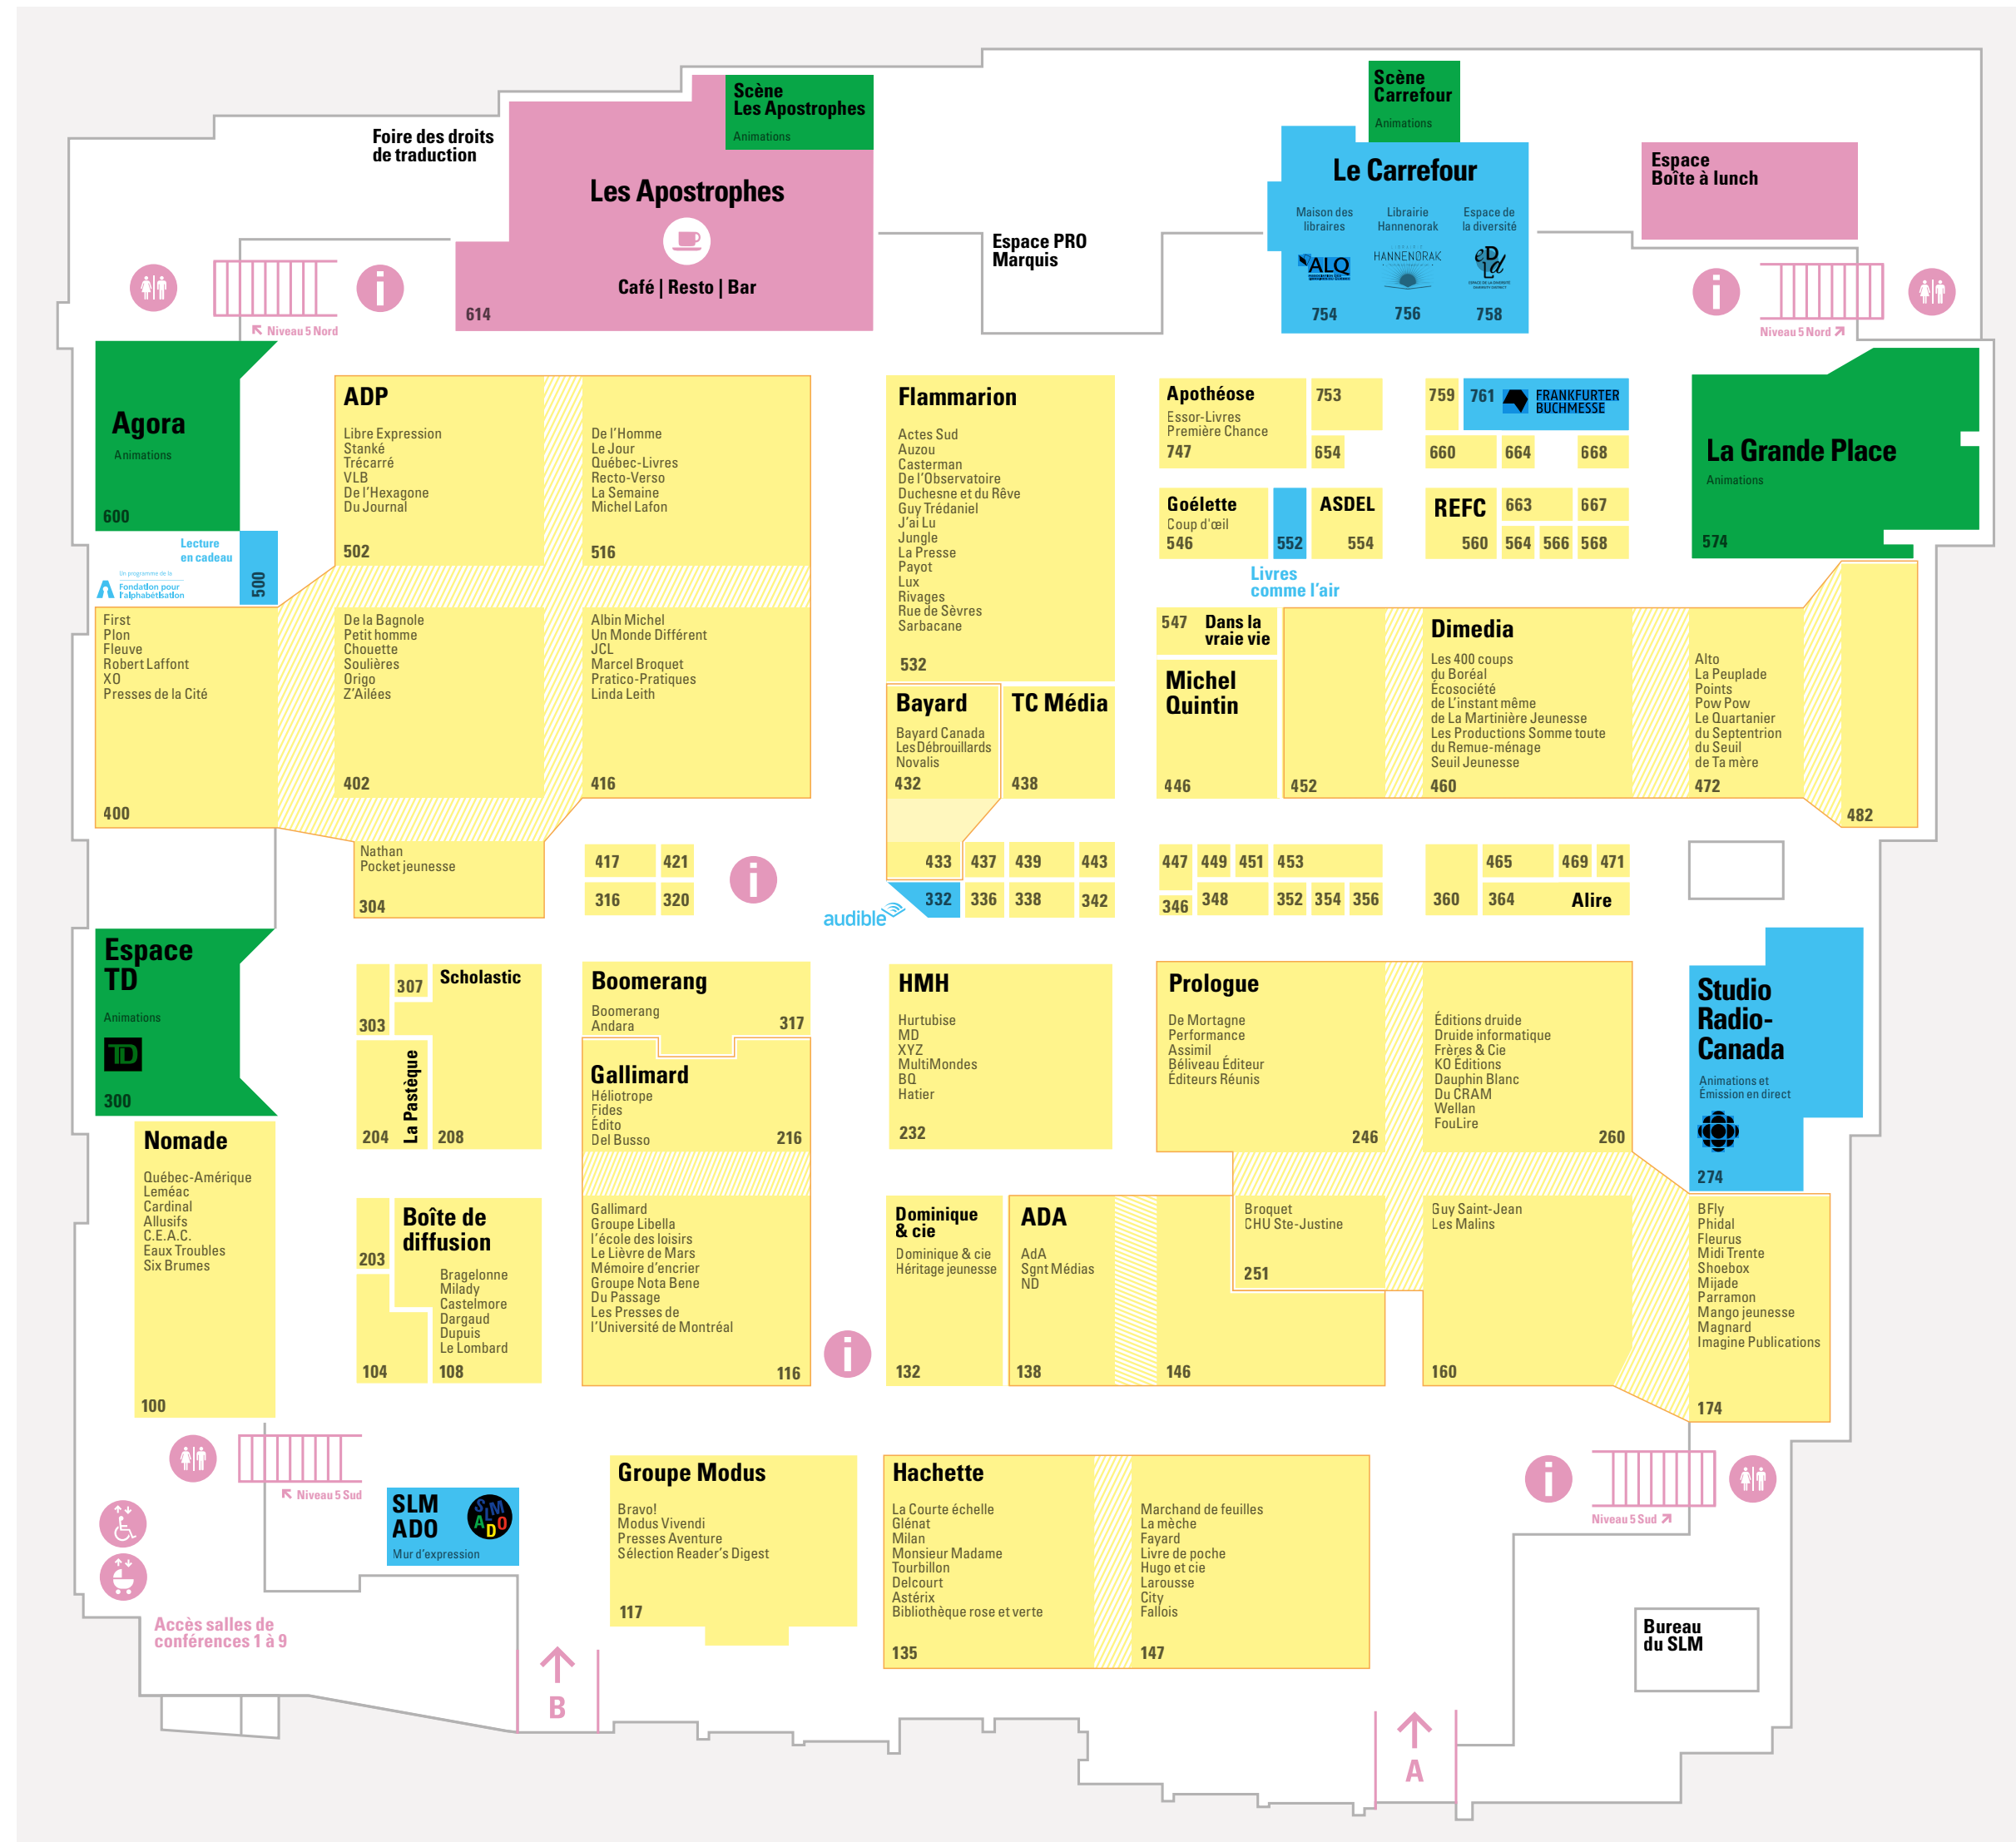 Foire des droits
de traduction
Scène
Les Apostrophes
Animations
Les Apostrophes
Café | Resto | Bar
614
Espace PRO
Marquis
Scène
Carrefour
Animations
Le Carrefour
Maison des
libraires
ALQ
754
Librairie
Hannenorak
HANNENORAK
756
Espace de
la diversité
758
Espace
Boîte à lunch
Niveau 5 Nord
Niveau 5 Nord
Agora
Animations
600
Lecture
en cadeau
Un programme de la
Fondation pour
l'alphabétisation
500
ADP
Libre Expression
Stanké
Trécarré
VLB
De l'Hexagone
Du Journal
502
De l'Homme
Le Jour
Québec-Livres
Recto-Verso
La Semaine
Michel Lafon
516
First
Plon
Fleuve
Robert Laffont
XO
Presses de la Cité
400
De la Bagnole
Petit homme
Chouette
Soulières
Origo
Z'Ailées
402
Albin Michel
Un Monde Différent
JCL
Marcel Broquet
Pratico-Pratiques
Linda Leith
416
Nathan
Pocket jeunesse
304
417
421
316
320
Flammarion
Actes Sud
Auzou
Casterman
De l'Observatoire
Duchesne et du Rêve
Guy Trédaniel
J'ai Lu
Jungle
La Presse
Payot
Lux
Rivages
Rue de Sèvres
Sarbacane
532
Bayard
Bayard Canada
Les Débrouillards
Novalis
432
TC Média
438
433
437
439
443
audible
332
336
338
342
Apothéose
Essor-Livres
Première Chance
747
753
654
759
761
FRANKFURTER
BUCHMESSE
660
664
668
Goélette
Coup d'œil
546
552
Livres
comme l'air
ASDEL
554
REFC
560
663
667
564
566
568
La Grande Place
Animations
574
547
Dans la
vraie vie
Michel
Quintin
446
452
Dimedia
Les 400 coups
du Boréal
Écosociété
de L'instant même
de La Martinière Jeunesse
Les Productions Somme toute
du Remue-ménage
Seuil Jeunesse
460
Alto
La Peuplade
Points
Pow Pow
Le Quartanier
du Septentrion
du Seuil
de Ta mère
472
482
447
449
451
453
346
348
352
354
356
360
465
469
471
364
Alire
Espace
TD
Animations
TD
300
303
307
Scholastic
204
La Pastèque
208
Boomerang
Boomerang
Andara
317
Gallimard
Héliotrope
Fides
Édito
Del Busso
216
Gallimard
Groupe Libella
l'école des loisirs
Le Lièvre de Mars
Mémoire d'encrier
Groupe Nota Bene
Du Passage
Les Presses de
l'Université de Montréal
116
HMH
Hurtubise
MD
XYZ
MultiMondes
BQ
Hatier
232
Prologue
De Mortagne
Performance
Assimil
Béliveau Éditeur
Éditeurs Réunis
246
Éditions druide
Druide informatique
Frères & Cie
KO Éditions
Dauphin Blanc
Du CRAM
Wellan
FouLire
260
Studio
Radio-
Canada
Animations et
Émission en direct
274
Nomade
Québec-Amérique
Leméac
Cardinal
Allusifs
C.E.A.C.
Eaux Troubles
Six Brumes
100
203
104
Boîte de
diffusion
Bragelonne
Milady
Castelmore
Dargaud
Dupuis
Le Lombard
108
Dominique
& cie
Dominique & cie
Héritage jeunesse
132
ADA
AdA
Sgnt Médias
ND
138
146
Broquet
CHU Ste-Justine
251
Guy Saint-Jean
Les Malins
160
BFly
Phidal
Fleurus
Midi Trente
Shoebox
Mijade
Parramon
Mango jeunesse
Magnard
Imagine Publications
174
Niveau 5 Sud
SLM
ADO
Mur d'expression
SLM
ADO
Groupe Modus
Bravo!
Modus Vivendi
Presses Aventure
Sélection Reader's Digest
117
Hachette
La Courte échelle
Glénat
Milan
Monsieur Madame
Tourbillon
Delcourt
Astérix
Bibliothèque rose et verte
135
Marchand de feuilles
La mèche
Fayard
Livre de poche
Hugo et cie
Larousse
City
Fallois
147
Niveau 5 Sud
Accès salles de
conférences 1 à 9
Bureau
du SLM
B
A